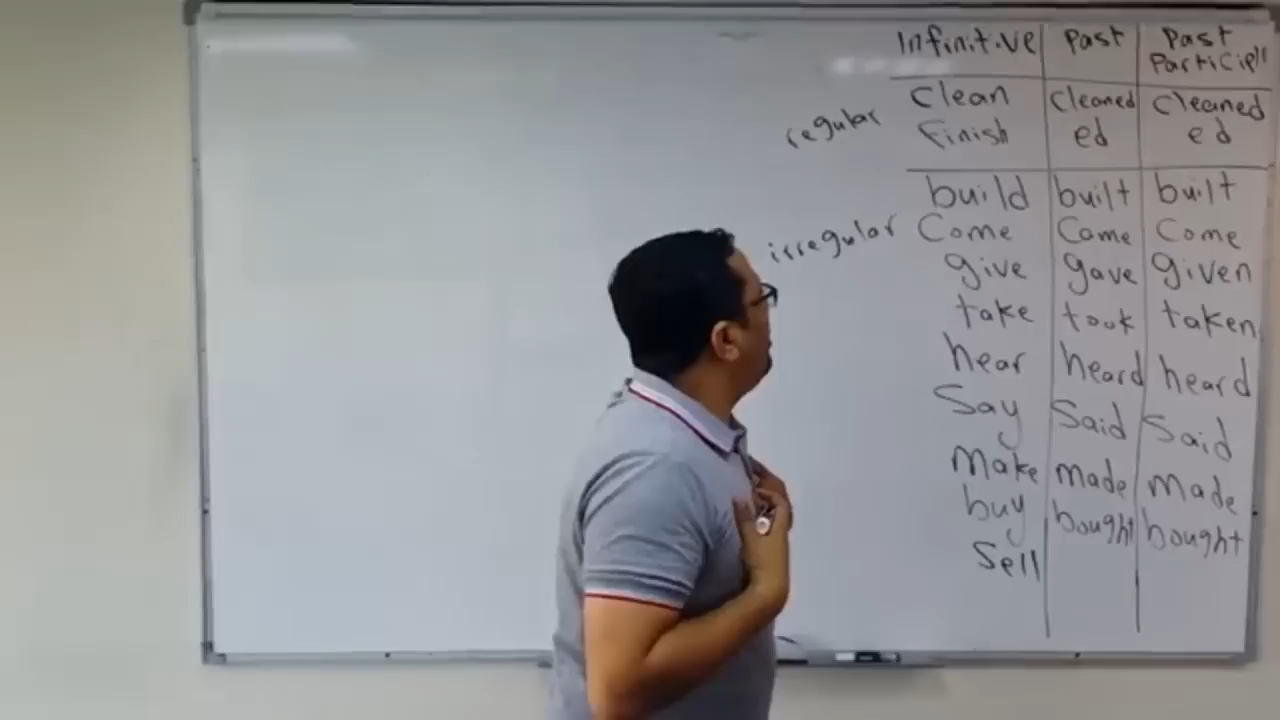 Infinitive Past Past
Participle
regular Clean Cleaned Cleaned
Finish ed ed
build built built
irregular Come Came Come
give gave given
take took taken
hear heard heard
Say Said Said
Make made made
buy bought bought
Sell